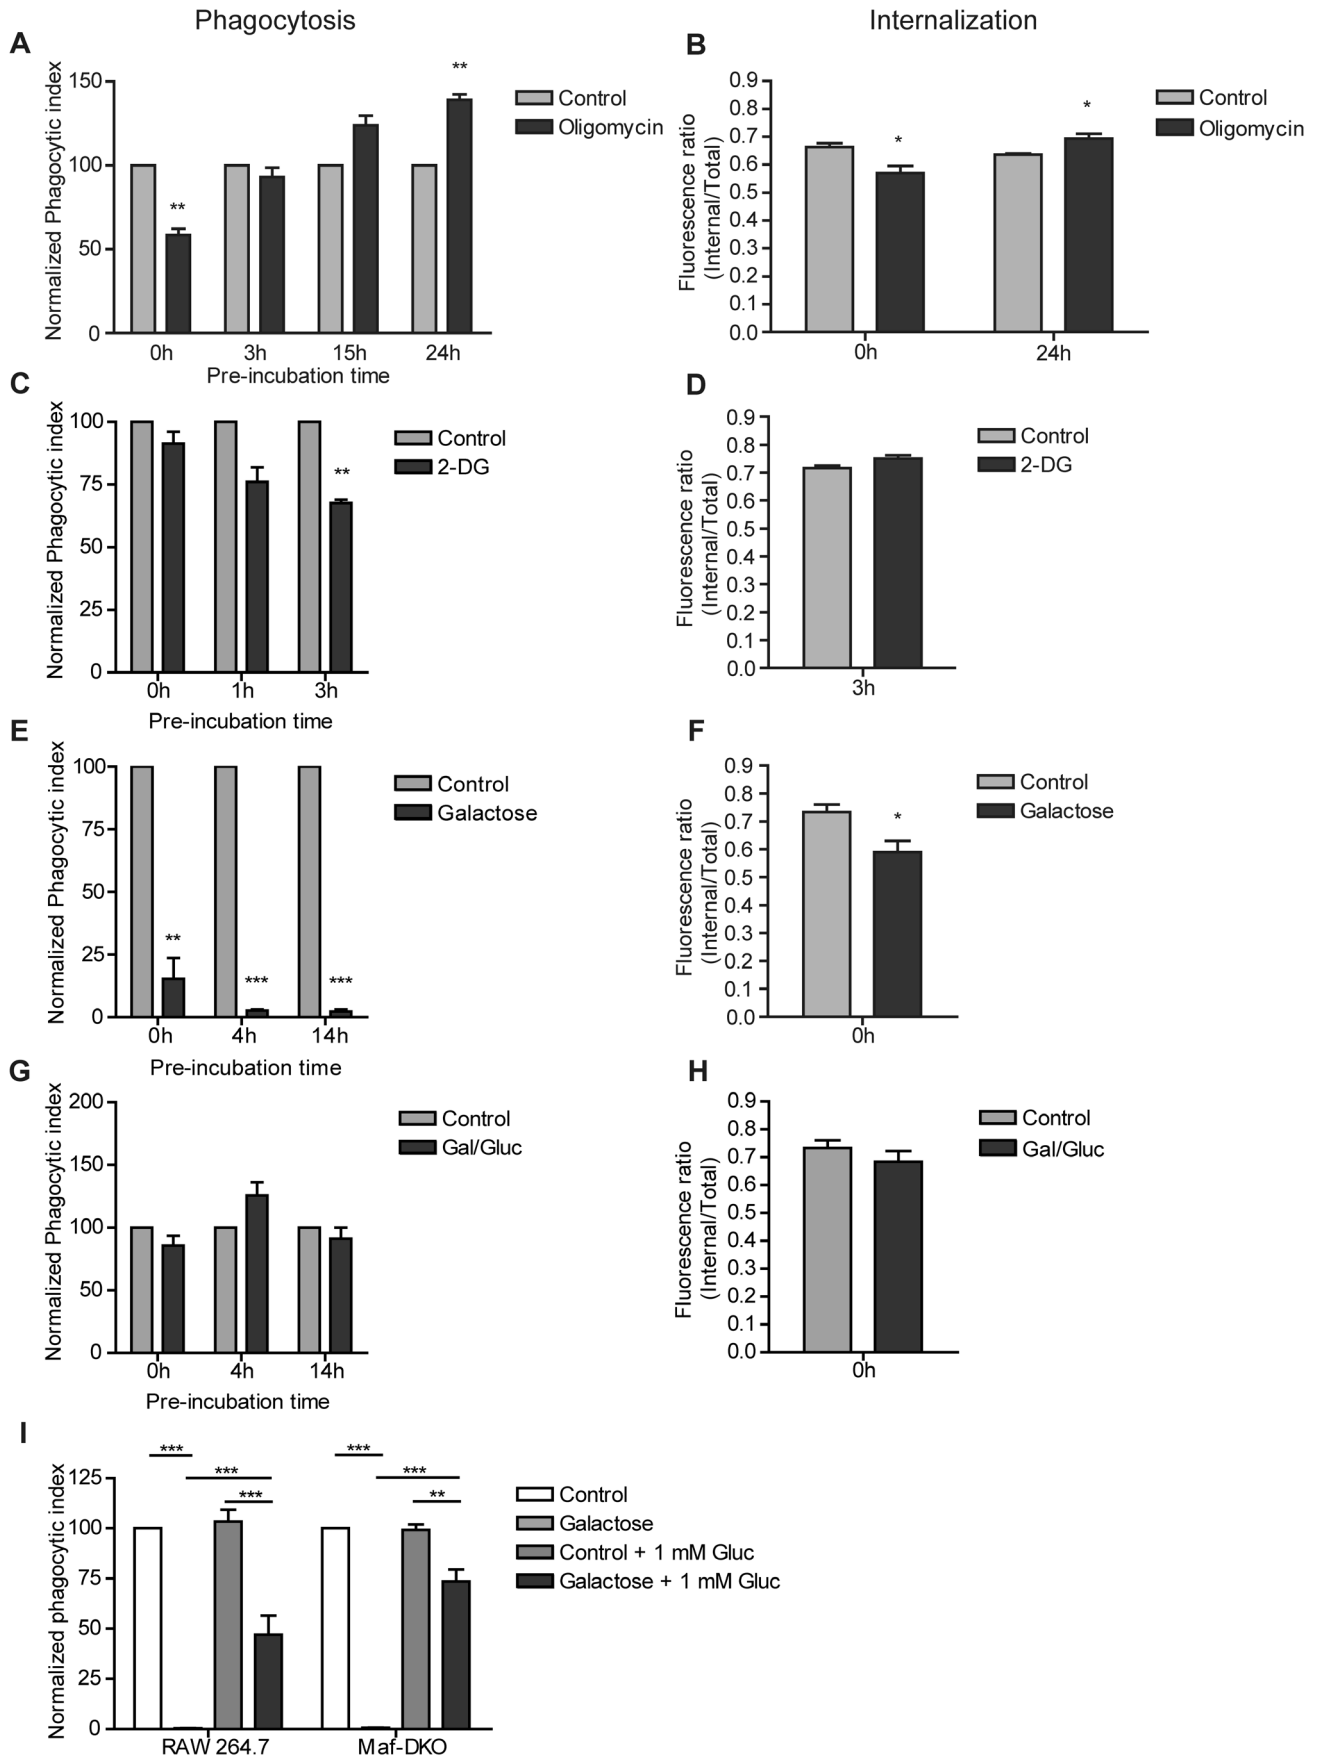 Phagocytosis
Internalization
A
Normalized Phagocytic index
150
100
50
0
**
**
0h 3h 15h 24h
Pre-incubation time
Control
Oligomycin
B
Fluorescence ratio
(Internal/Total)
0.9
0.8
0.7
0.6
0.5
0.4
0.3
0.2
0.1
0.0
*
*
0h 24h
Control
Oligomycin
C
Normalized Phagocytic index
100
75
50
25
0
**
0h 1h 3h
Pre-incubation time
Control
2-DG
D
Fluorescence ratio
(Internal/Total)
0.9
0.8
0.7
0.6
0.5
0.4
0.3
0.2
0.1
0.0
3h
Control
2-DG
E
Normalized Phagocytic index
100
75
50
25
0
**
***
***
0h 4h 14h
Pre-incubation time
Control
Galactose
F
Fluorescence ratio
(Internal/Total)
0.9
0.8
0.7
0.6
0.5
0.4
0.3
0.2
0.1
0.0
*
0h
Control
Galactose
G
Normalized Phagocytic index
200
150
100
50
0
0h 4h 14h
Pre-incubation time
Control
Gal/Gluc
H
Fluorescence ratio
(Internal/Total)
0.9
0.8
0.7
0.6
0.5
0.4
0.3
0.2
0.1
0.0
0h
Control
Gal/Gluc
I
Normalized phagocytic index
125
100
75
50
25
0
***
***
***
***
***
**
RAW 264.7 Maf-DKO
Control
Galactose
Control + 1 mM Gluc
Galactose + 1 mM Gluc